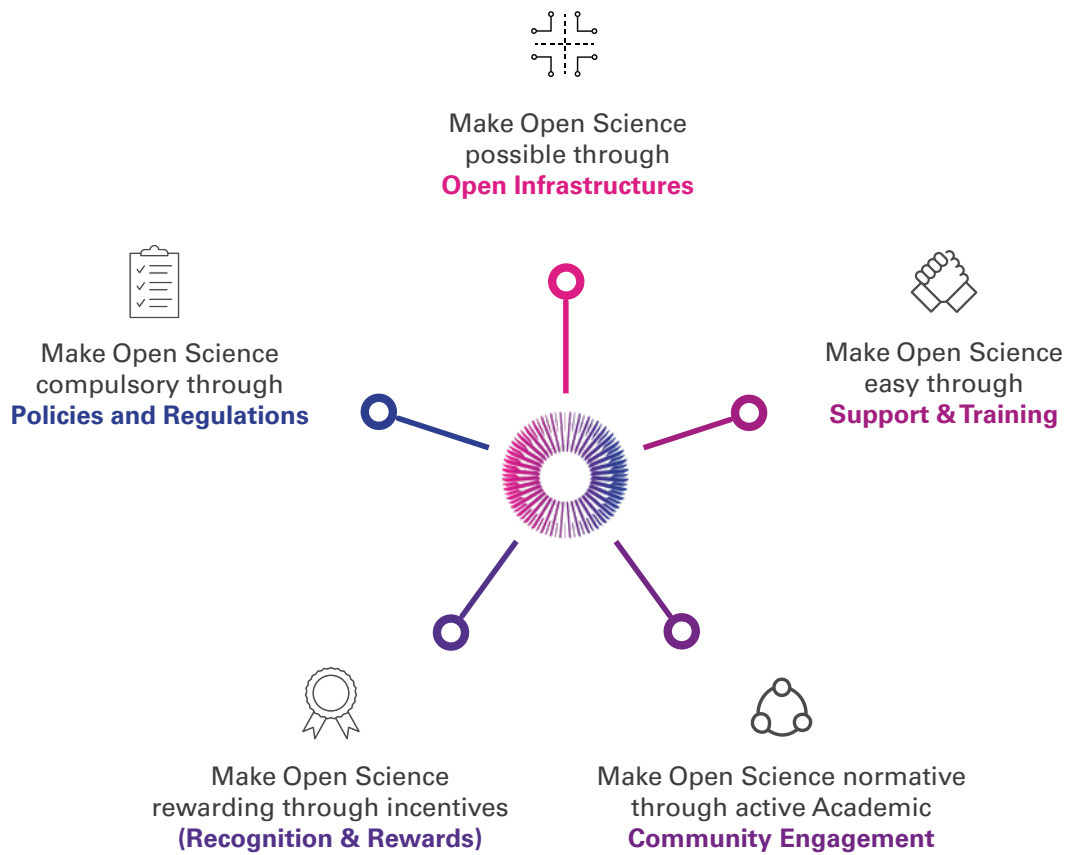 Make Open Science
possible through
Open Infrastructures
Make Open Science
compulsory through
Policies and Regulations
Make Open Science
easy through
Support & Training
Make Open Science
rewarding through incentives
(Recognition & Rewards)
Make Open Science normative
through active Academic
Community Engagement